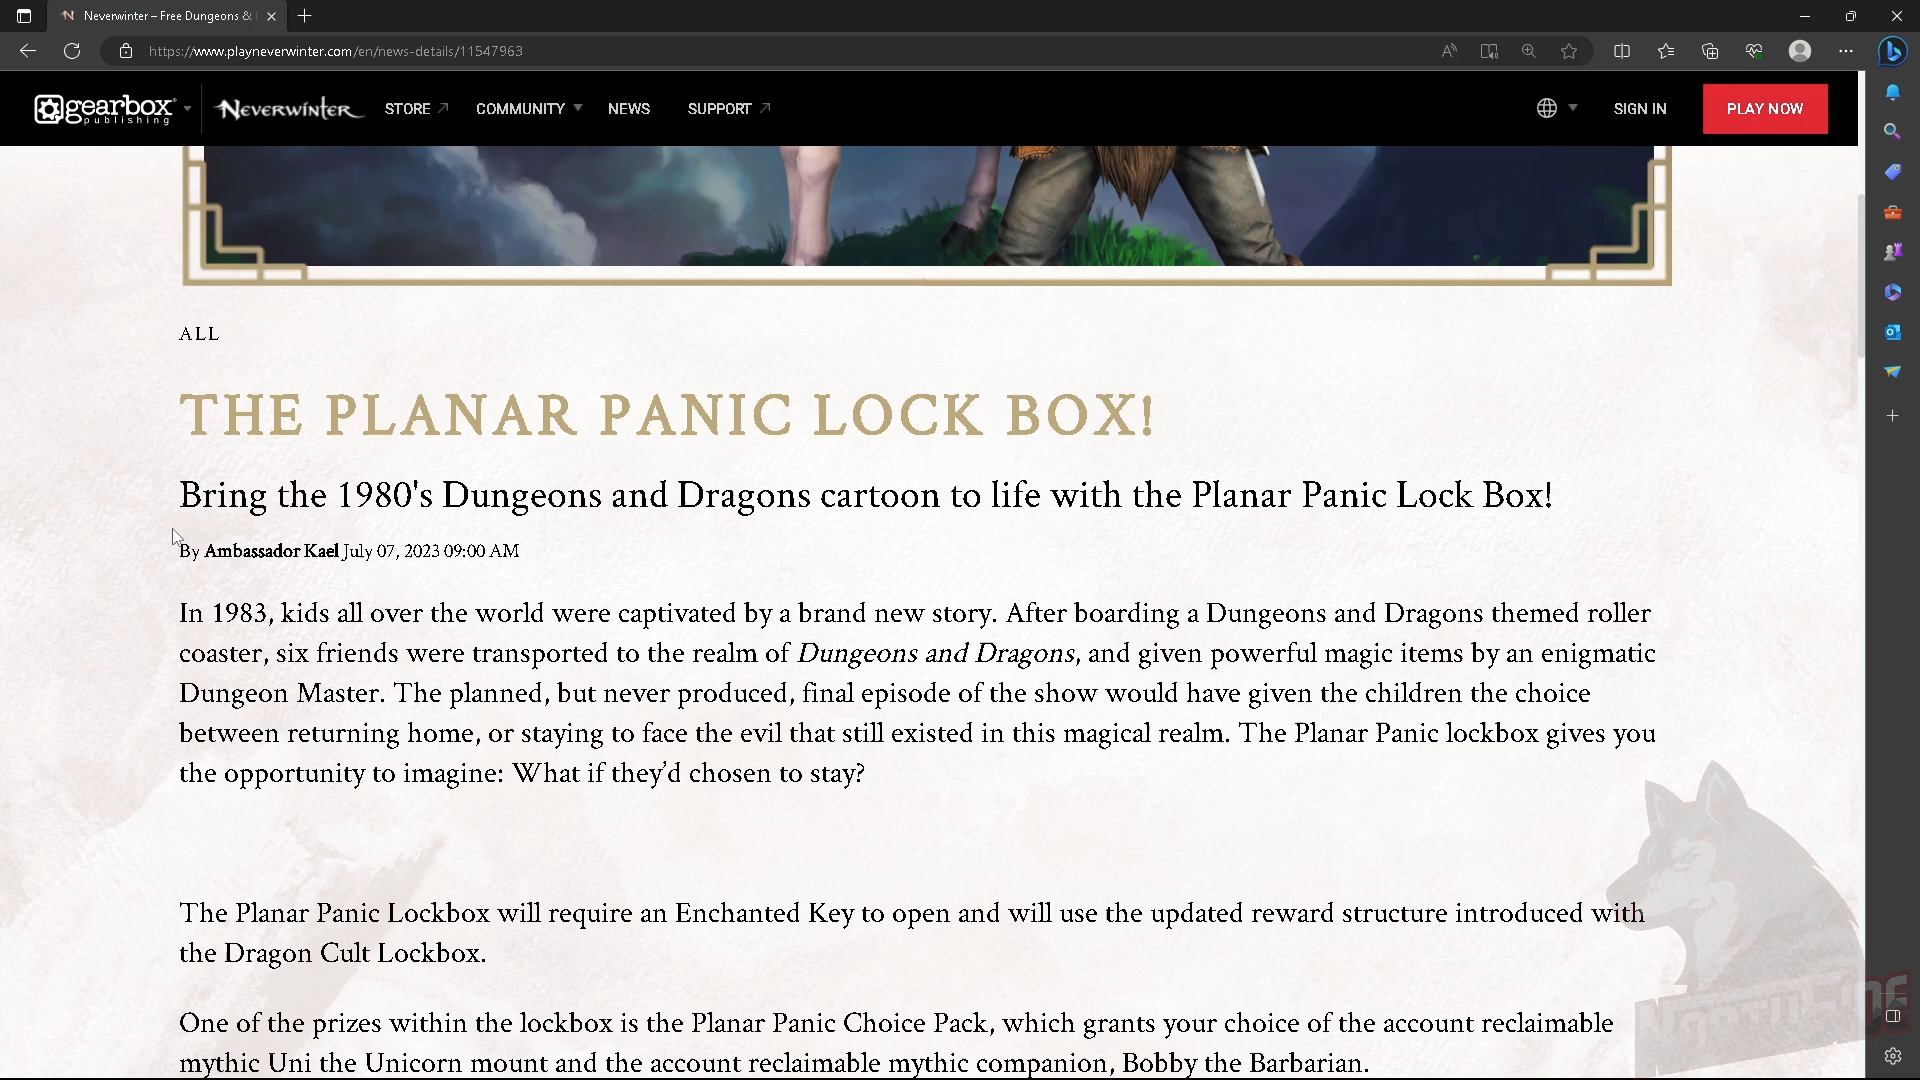 Neverwinter – Free Dungeons &
https://www.playneverwinter.com/en/news-details/11547963
gearbox publishing
NEVERWINTER
STORE
COMMUNITY
NEWS
SUPPORT
SIGN IN
PLAY NOW
ALL
THE PLANAR PANIC LOCK BOX!
Bring the 1980's Dungeons and Dragons cartoon to life with the Planar Panic Lock Box!
By Ambassador Kael July 07, 2023 09:00 AM
In 1983, kids all over the world were captivated by a brand new story. After boarding a Dungeons and Dragons themed roller
coaster, six friends were transported to the realm of Dungeons and Dragons, and given powerful magic items by an enigmatic
Dungeon Master. The planned, but never produced, final episode of the show would have given the children the choice
between returning home, or staying to face the evil that still existed in this magical realm. The Planar Panic lockbox gives you
the opportunity to imagine: What if they’d chosen to stay?
The Planar Panic Lockbox will require an Enchanted Key to open and will use the updated reward structure introduced with
the Dragon Cult Lockbox.
One of the prizes within the lockbox is the Planar Panic Choice Pack, which grants your choice of the account reclaimable
mythic Uni the Unicorn mount and the account reclaimable mythic companion, Bobby the Barbarian.